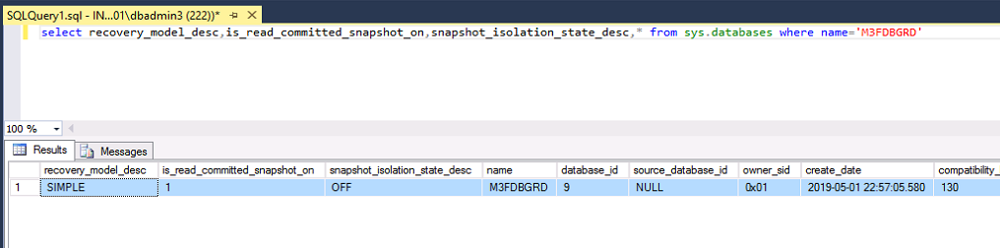 SQLQuery1.sql - IN...01\dbadmin3 (222))*
select recovery_model_desc,is_read_committed_snapshot_on,snapshot_isolation_state_desc,* from sys.databases where name='M3FDBGRD'
100 %
Results Messages
recovery_model_desc is_read_committed_snapshot_on snapshot_isolation_state_desc name database_id source_database_id owner_sid create_date compatibility_
1 SIMPLE 1 OFF M3FDBGRD 9 NULL 0x01 2019-05-01 22:57:05.580 130